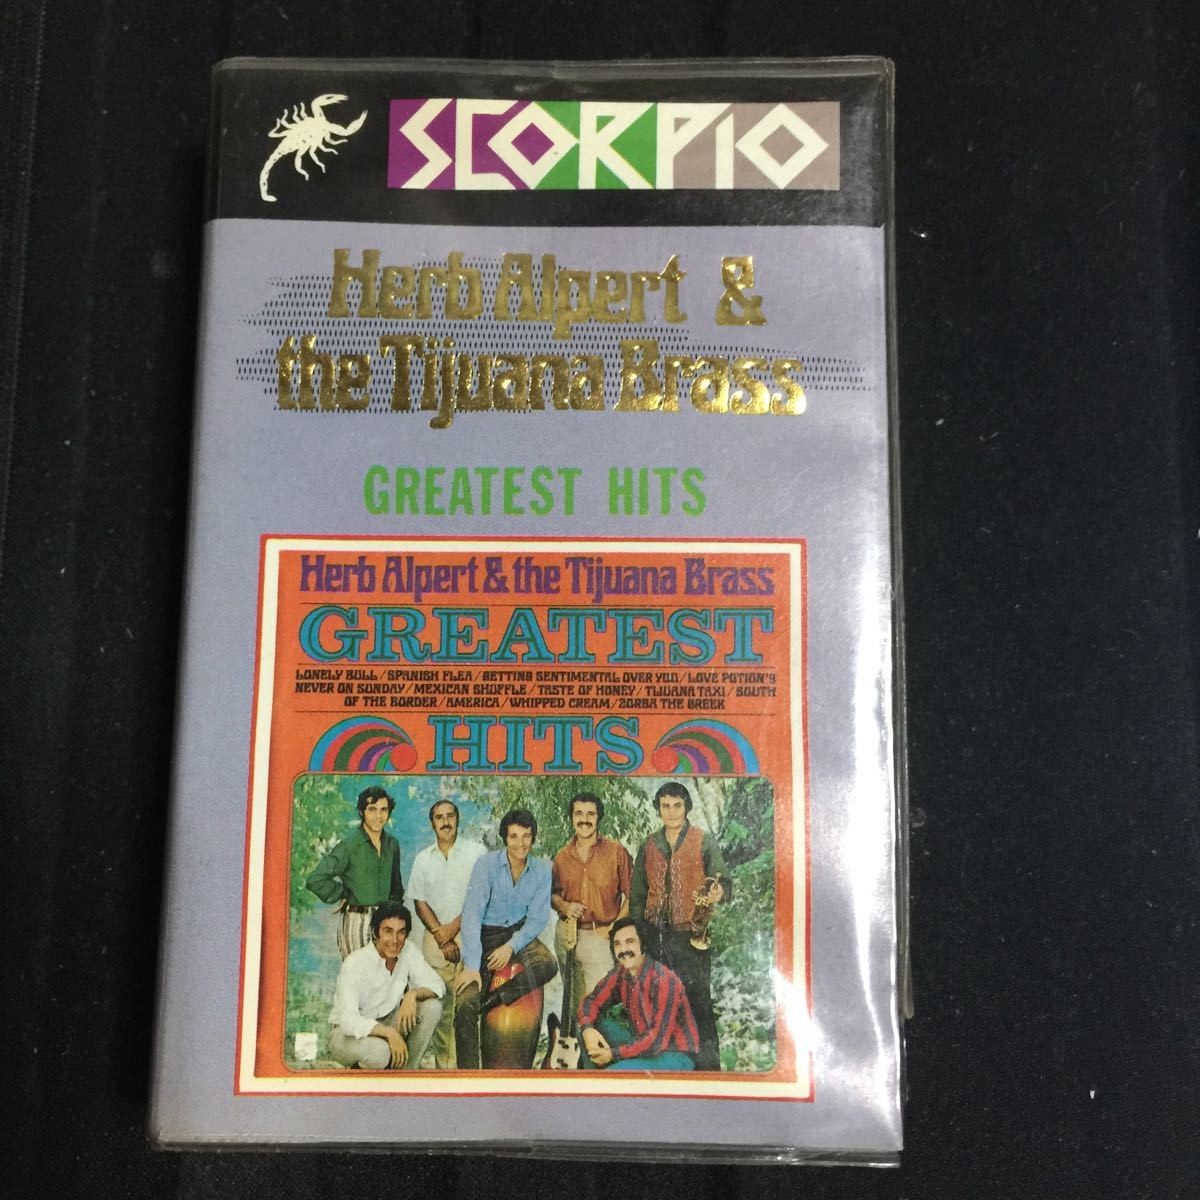 SCORPIO
Herb Alpert &
the Tijuana Brass
GREATEST HITS
Herb Alpert & the Tijuana Brass
GREATEST
LONELY BULL / SPANISH FLEA / GETTING SENTIMENTAL OVER YOU / LOVE POTION '9
NEVER ON SUNDAY / MEXICAN SHUFFLE / TASTE OF HONEY / TIJUANA TAXI / SOUTH
OF THE BORDER / AMERICA / WHIPPED CREAM / ZORBA THE GREEK
HITS